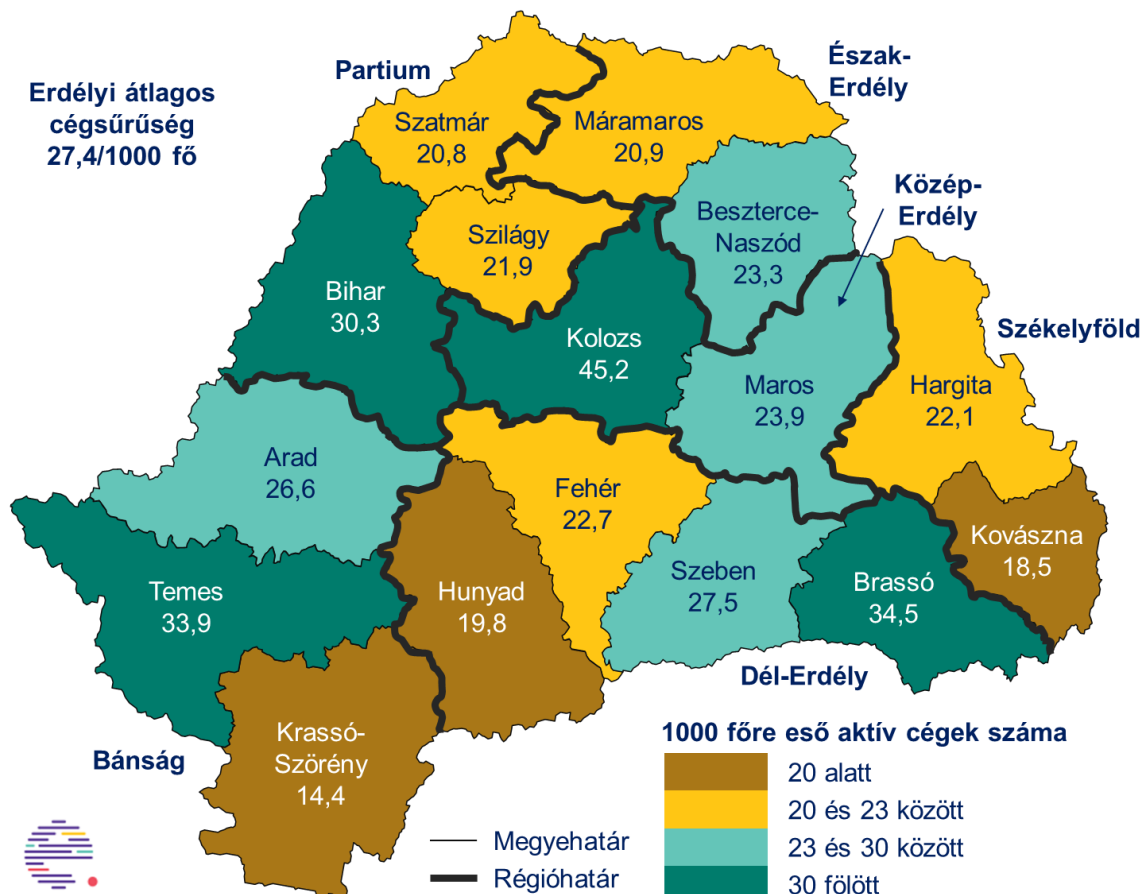 Erdélyi átlagos
cégsűrűség
27,4/1000 fő
Partium
Észak-
Erdély
Szatmár
20,8
Máramaros
20,9
Közép-
Erdély
Beszterce-
Naszód
23,3
Szilágy
21,9
Bihar
30,3
Kolozs
45,2
Székelyföld
Maros
23,9
Hargita
22,1
Arad
26,6
Fehér
22,7
Kovászna
18,5
Temes
33,9
Hunyad
19,8
Szeben
27,5
Brassó
34,5
Dél-Erdély
Krassó-
Szörény
14,4
Bánság
1000 főre eső aktív cégek száma
20 alatt
20 és 23 között
23 és 30 között
30 fölött
Megyehatár
Régióhatár